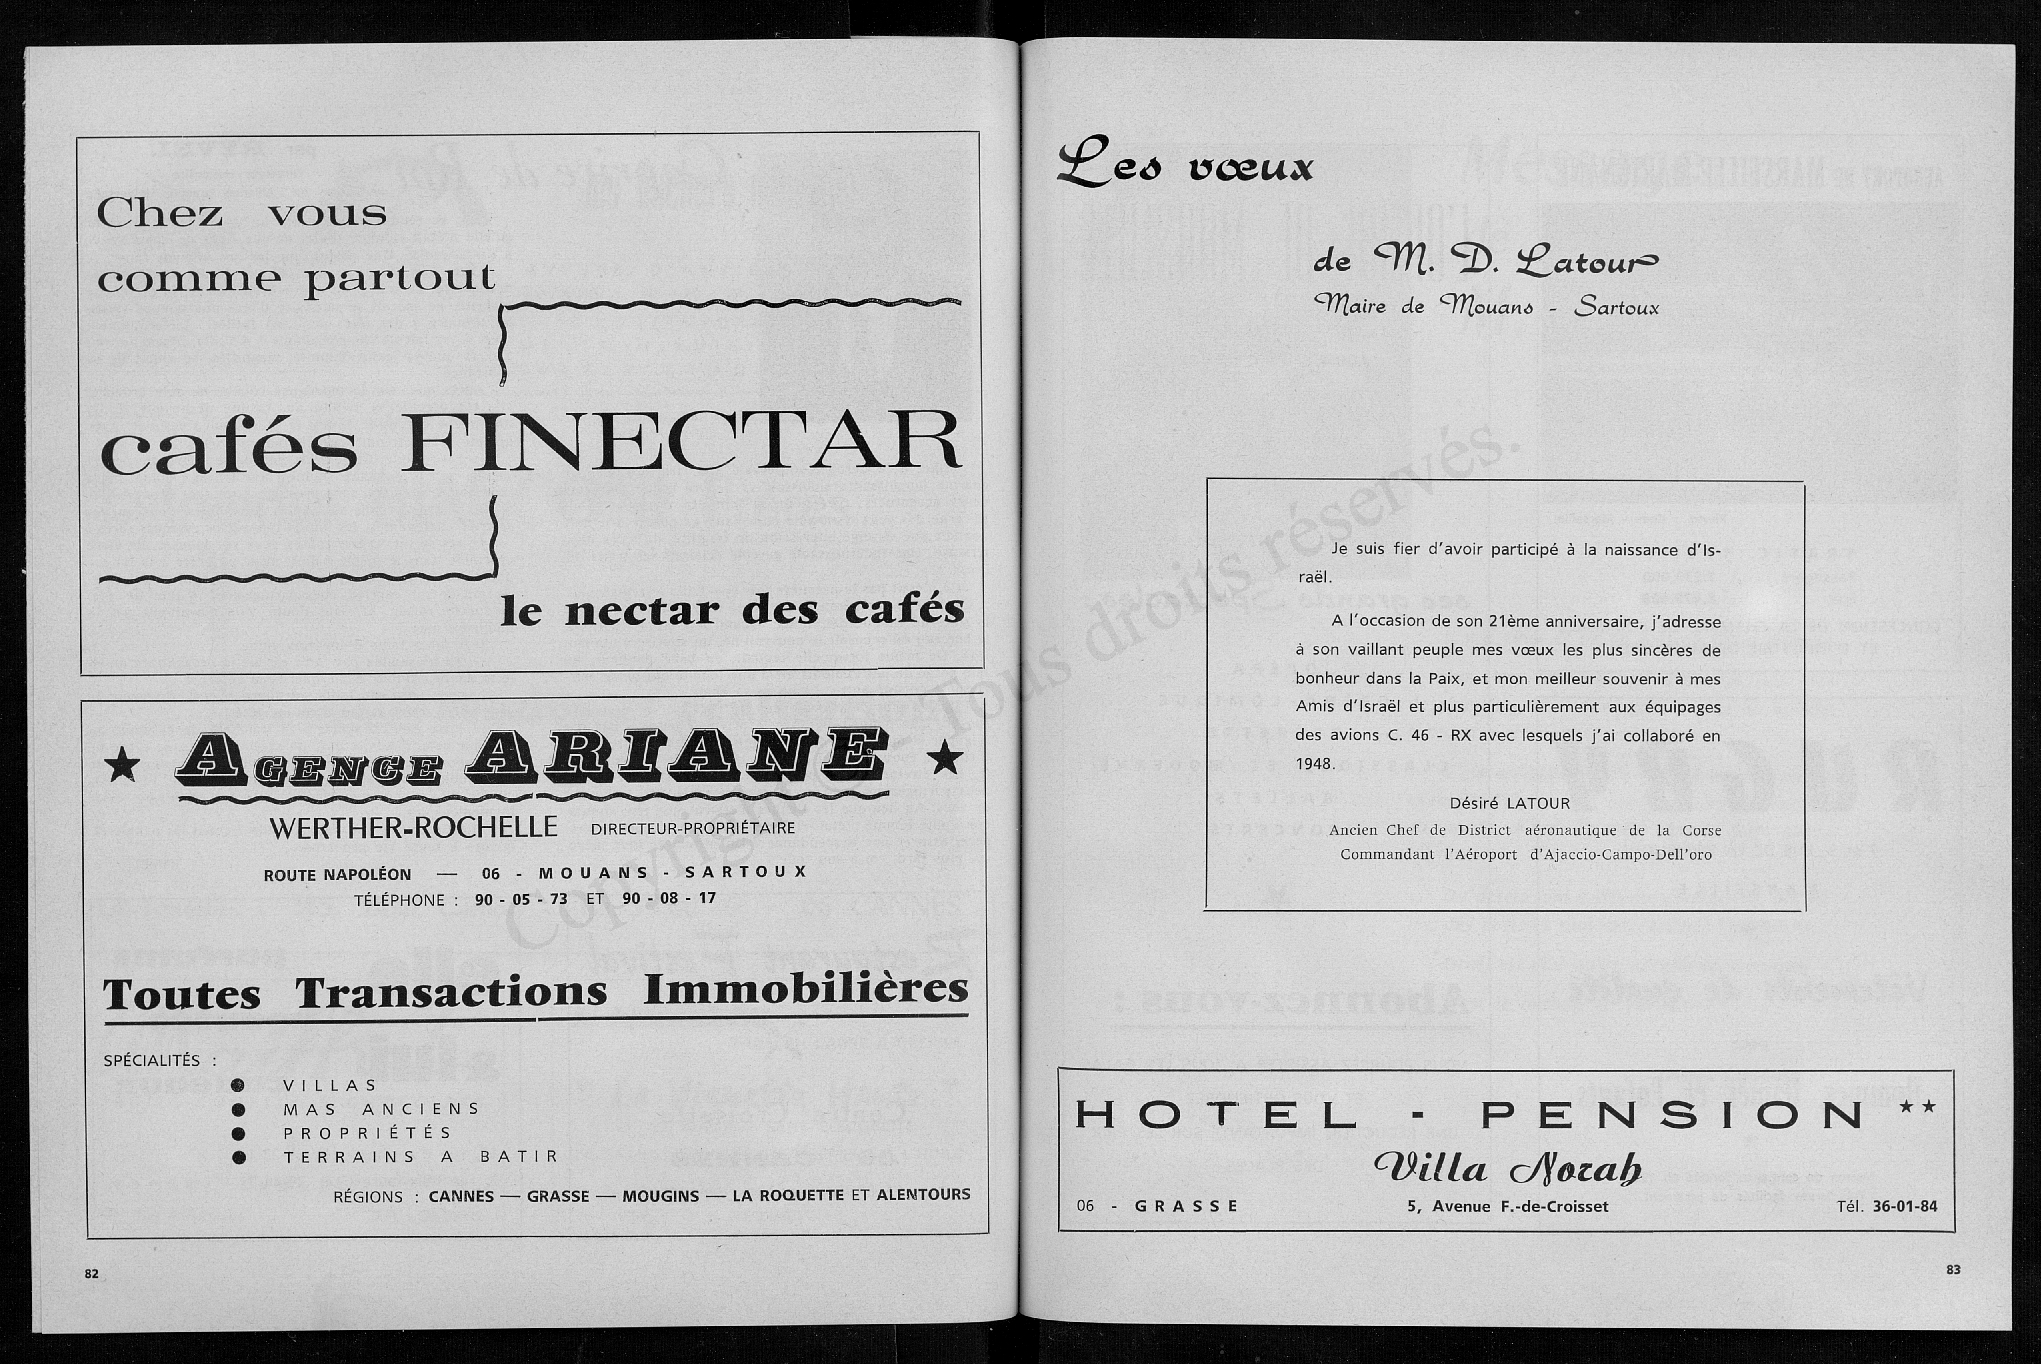 Chez vous
comme partout
cafés FINECTAR
le nectar des cafés
★ AGENCE ARIANE ★
WERTHER-ROCHELLE DIRECTEUR-PROPRIÉTAIRE
ROUTE NAPOLÉON — 06 - MOUANS - SARTOUX
TÉLÉPHONE : 90 - 05 - 73 ET 90 - 08 - 17
Toutes Transactions Immobilières
SPÉCIALITÉS :
● VILLAS
● MAS ANCIENS
● PROPRIÉTÉS
● TERRAINS A BATIR
RÉGIONS : CANNES — GRASSE — MOUGINS — LA ROQUETTE ET ALENTOURS
82
Les vœux
de M. D. Latour
Maire de Mouans - Sartoux
Je suis fier d'avoir participé à la naissance d'Is-
raël.
A l'occasion de son 21ème anniversaire, j'adresse
à son vaillant peuple mes vœux les plus sincères de
bonheur dans la Paix, et mon meilleur souvenir à mes
Amis d'Israël et plus particulièrement aux équipages
des avions C. 46 - RX avec lesquels j'ai collaboré en
1948.
Désiré LATOUR
Ancien Chef de District aéronautique de la Corse
Commandant l'Aéroport d'Ajaccio-Campo-Dell'oro
HOTEL - PENSION ★★
Villa Norah
06 - GRASSE 5, Avenue F.-de-Croisset Tél. 36-01-84
83
Copyright © - Tous droits réservés.